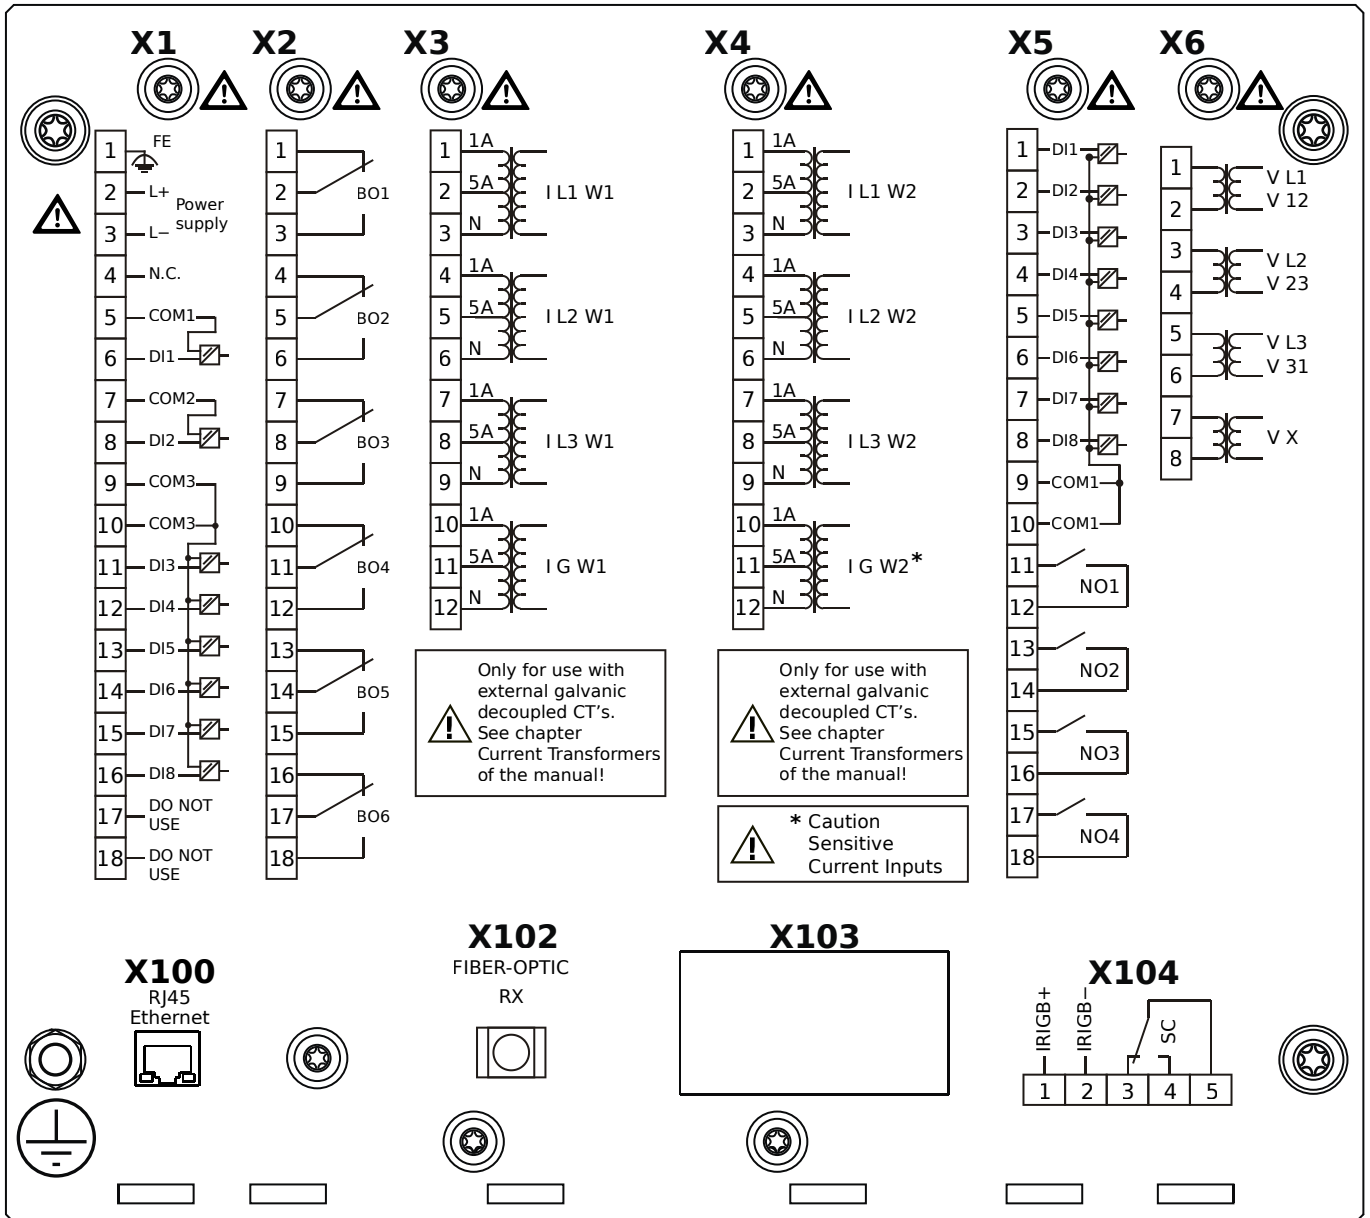 X1
X2
X3
X4
X5
X6
1 FE
2 L+
Power
supply
3 L−
4 N.C.
5 COM1
6 DI1
7 COM2
8 DI2
9 COM3
10 COM3
11 DI3
12 DI4
13 DI5
14 DI6
15 DI7
16 DI8
17 DO NOT
USE
18 DO NOT
USE
1
2 BO1
3
4
5 BO2
6
7
8 BO3
9
10
11 BO4
12
13
14 BO5
15
16
17 BO6
18
1 1A
2 5A I L1 W1
3 N
4 1A
5 5A I L2 W1
6 N
7 1A
8 5A I L3 W1
9 N
10 1A
11 5A I G W1
12 N
Only for use with
external galvanic
decoupled CT's.
See chapter
Current Transformers
of the manual!
1 1A
2 5A I L1 W2
3 N
4 1A
5 5A I L2 W2
6 N
7 1A
8 5A I L3 W2
9 N
10 1A
11 5A I G W2*
12 N
Only for use with
external galvanic
decoupled CT's.
See chapter
Current Transformers
of the manual!
* Caution
Sensitive
Current Inputs
1 DI1
2 DI2
3 DI3
4 DI4
5 DI5
6 DI6
7 DI7
8 DI8
9 COM1
10 COM1
11
NO1
12
13
NO2
14
15
NO3
16
17
NO4
18
1 V L1
2 V 12
3 V L2
4 V 23
5 V L3
6 V 31
7
V X
8
X100
RJ45
Ethernet
X102
FIBER-OPTIC
RX
X103
X104
IRIGB+
IRIGB−
SC
1 2 3 4 5